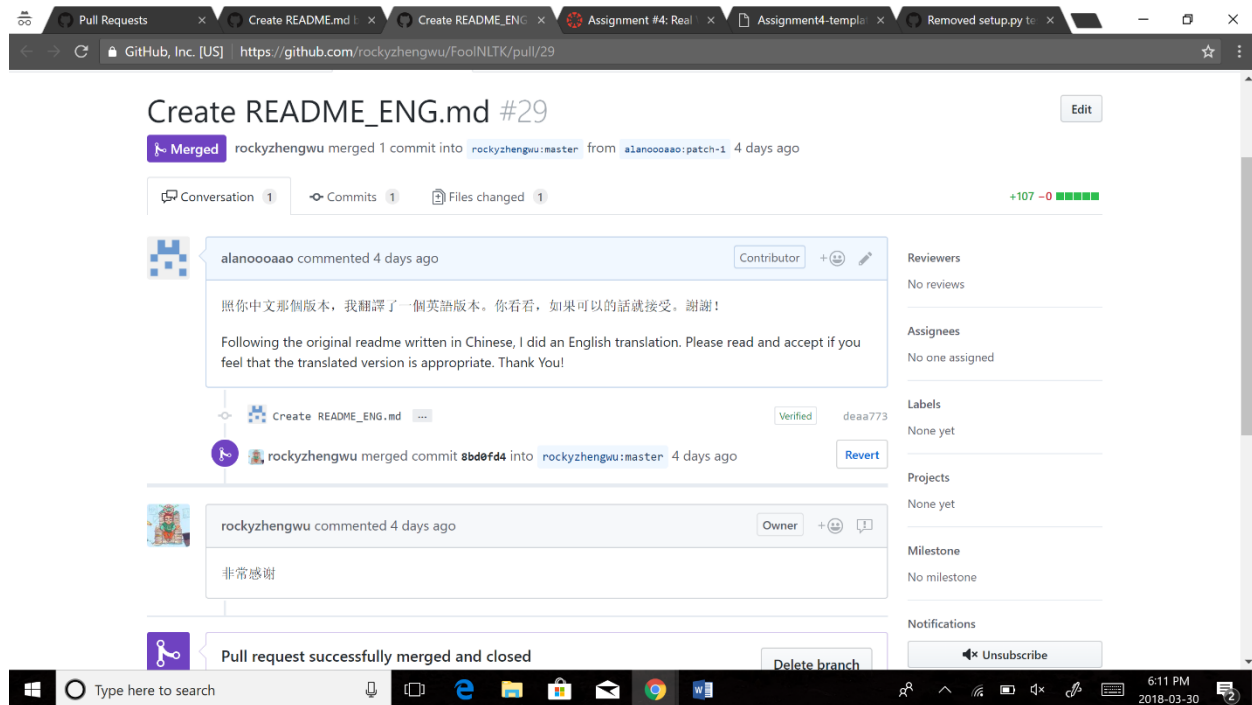 Pull Requests
Create README.md b
Create README_ENG
Assignment #4: Real
Assignment4-templa
Removed setup.py te
GitHub, Inc. [US] | https://github.com/rockyzhengwu/FoolNLTK/pull/29
Create README_ENG.md #29
Edit
Merged rockyzhengwu merged 1 commit into rockyzhengwu:master from alanoooaao:patch-1 4 days ago
Conversation 1
Commits 1
Files changed 1
+107 −0
alanoooaao commented 4 days ago
Contributor
照你中文那個版本，我翻譯了一個英語版本。你看看，如果可以的話就接受。謝謝！
Following the original readme written in Chinese, I did an English translation. Please read and accept if you
feel that the translated version is appropriate. Thank You!
Create README_ENG.md ...
Verified
deaa773
rockyzhengwu merged commit 8bd0fd4 into rockyzhengwu:master 4 days ago
Revert
rockyzhengwu commented 4 days ago
Owner
非常感谢
Pull request successfully merged and closed
Delete branch
Reviewers
No reviews
Assignees
No one assigned
Labels
None yet
Projects
None yet
Milestone
No milestone
Notifications
Unsubscribe
Type here to search
6:11 PM
2018-03-30
2